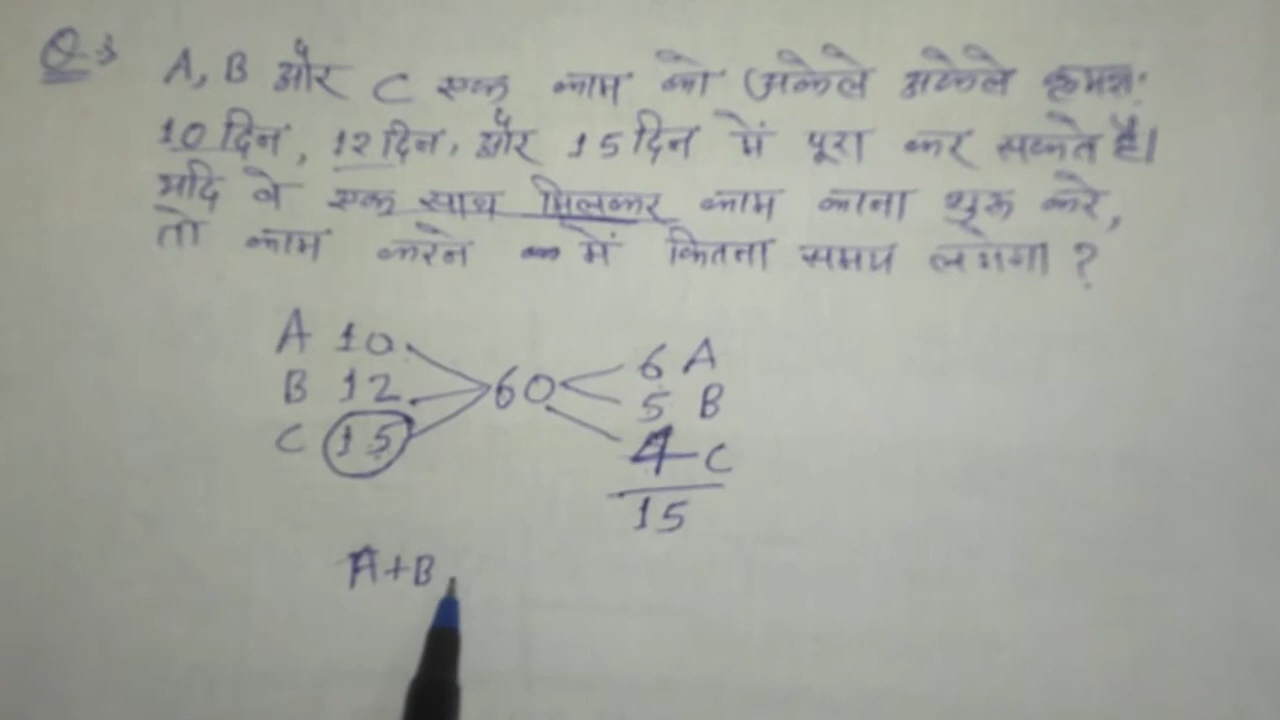 Q-3 A, B और C एक काम को अकेले अकेले क्रमशः
10 दिन, 12 दिन, और 15 दिन में पूरा कर सकते है।
यदि वे एक साथ मिलकर काम काना शुरू करे,
तो काम करने में कितना समय लगेगा ?
A 10
B 12
C 15
60
6 A
5 B
4 C
15
A+B